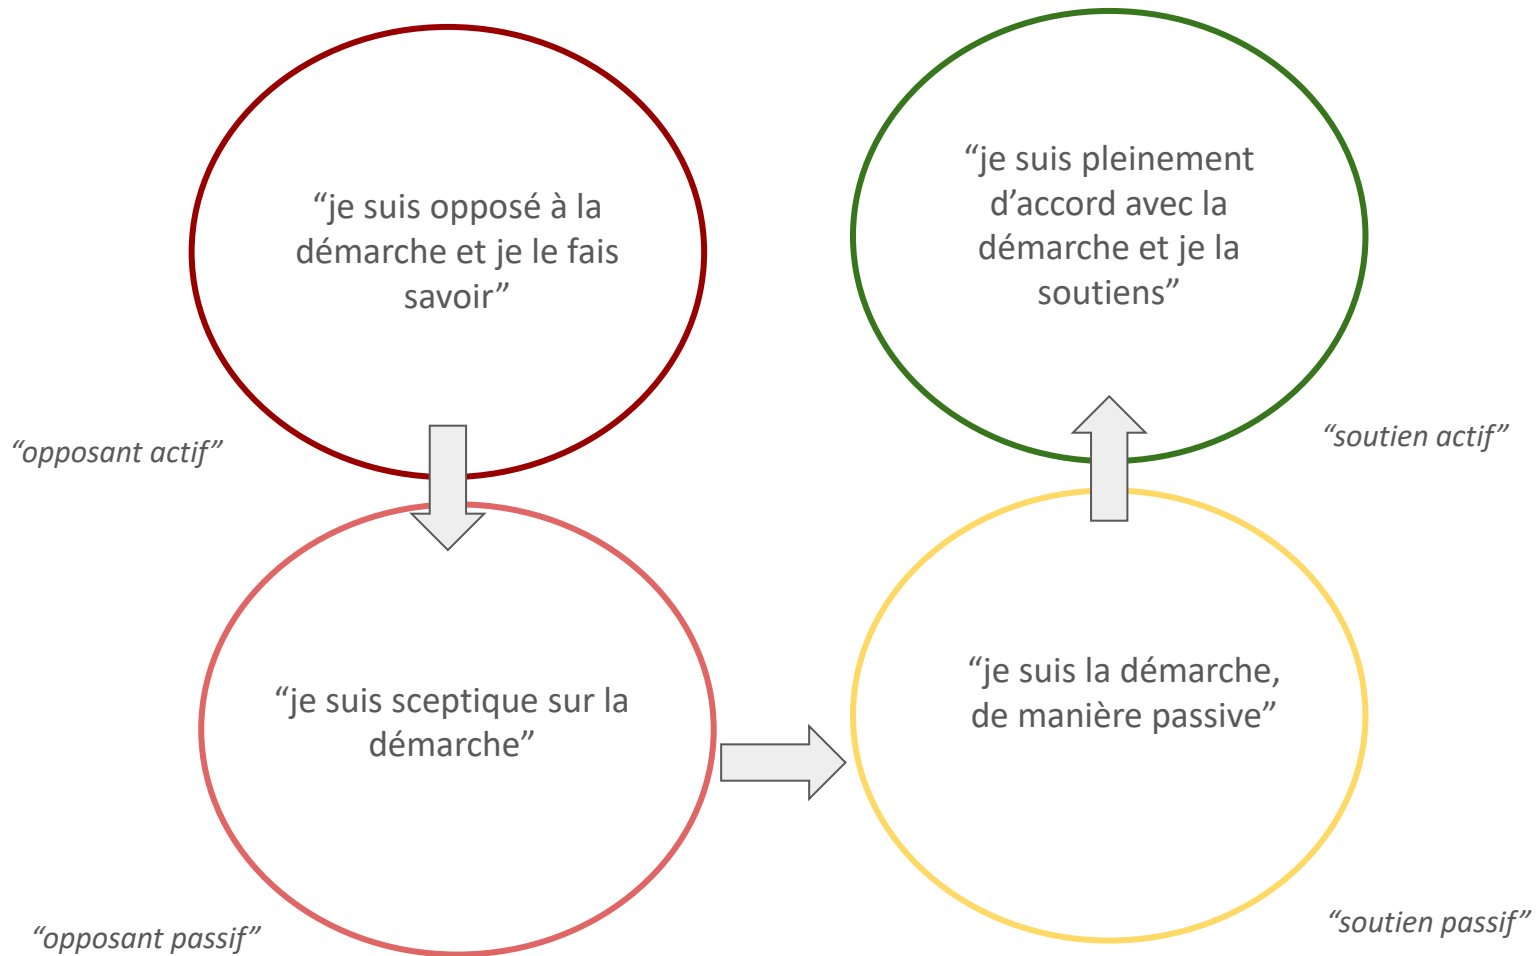 “je suis opposé à la
démarche et je le fais
savoir”
“opposant actif”
“je suis pleinement
d’accord avec la
démarche et je la
soutiens”
“soutien actif”
“je suis sceptique sur la
démarche”
“opposant passif”
“je suis la démarche,
de manière passive”
“soutien passif”